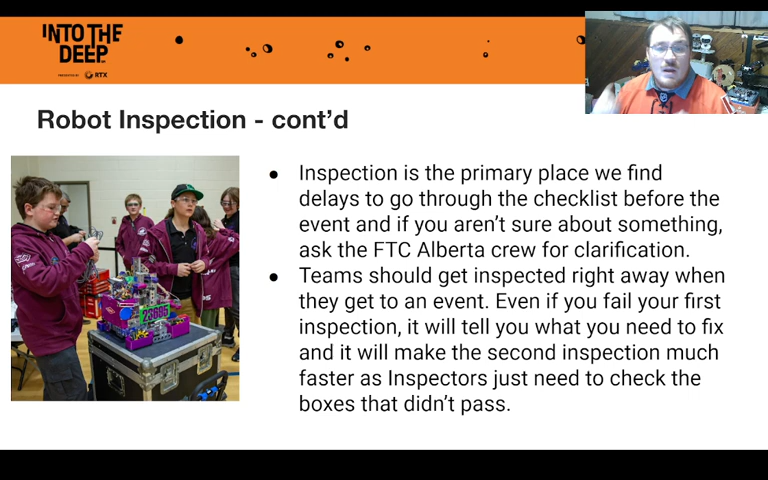 INTO THE
DEEP
PRESENTED BY RTX
Robot Inspection - cont'd
● Inspection is the primary place we find
delays to go through the checklist before the
event and if you aren't sure about something,
ask the FTC Alberta crew for clarification.
● Teams should get inspected right away when
they get to an event. Even if you fail your first
inspection, it will tell you what you need to fix
and it will make the second inspection much
faster as Inspectors just need to check the
boxes that didn't pass.